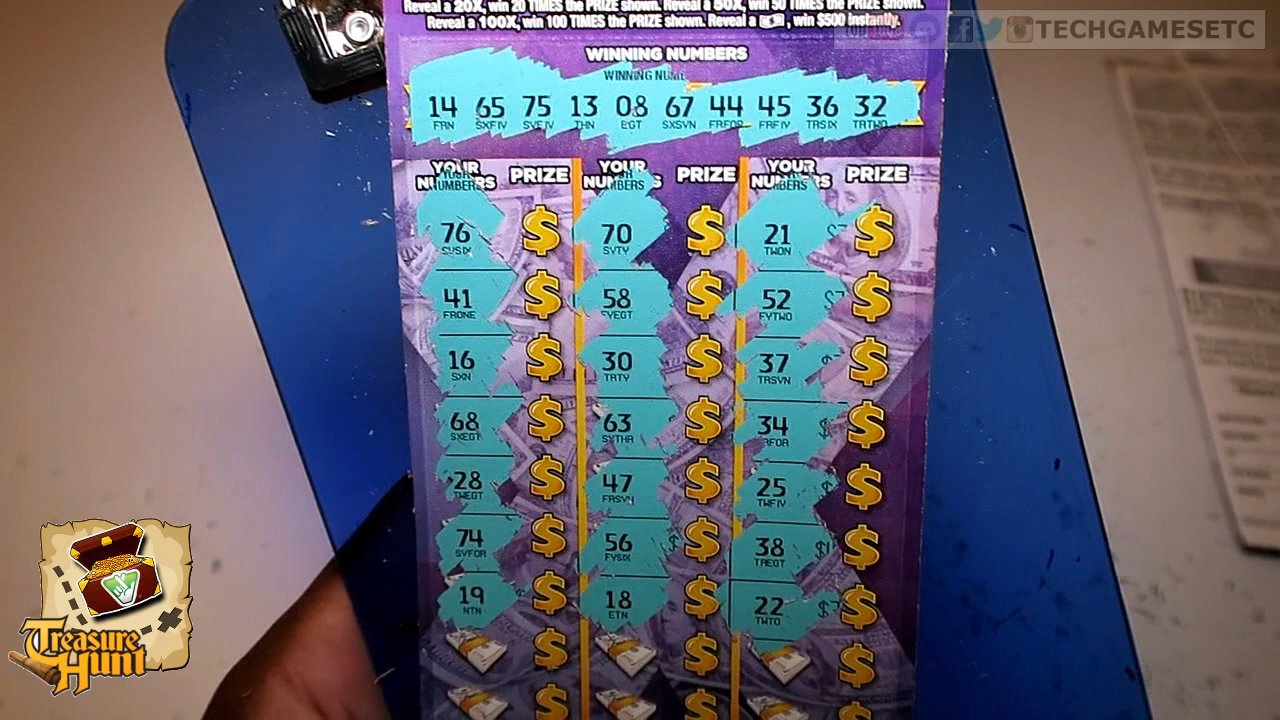 Reveal a 20X, win 20 TIMES the PRIZE shown. Reveal a 50X, win 50 TIMES the PRIZE shown.
Reveal a 100X, win 100 TIMES the PRIZE shown. Reveal a , win $500 instantly.
TECHGAMESETC
WINNING NUMBERS
WINNING NUM
14 65 75 13 08 67 44 45 36 32
FRN SXFIV SVFIV THN EGT SXSVN FRFOR FRFIV TRSIX TRTWO
YOUR NUMBERS PRIZE YOUR NUMBERS PRIZE YOUR NUMBERS PRIZE
76 $ 70 $ 21 $
SVSIX SVTY TWON
41 $ 58 $ 52 $
FRONE FYEGT FYTWO
16 $ 30 $ 37 $
SXN TRTY TRSVN
68 $ 63 $ 34 $
SXEGT SXTHR TRFOR
28 $ 47 $ 25 $
TWEGT FRSVN TWFIV
74 $ 56 $ 38 $
SVFOR FYSIX TREGT
19 $ 18 $ 22 $
NTN ETN TWTO
$ $ $
$ $ $
Treasure
Hunt